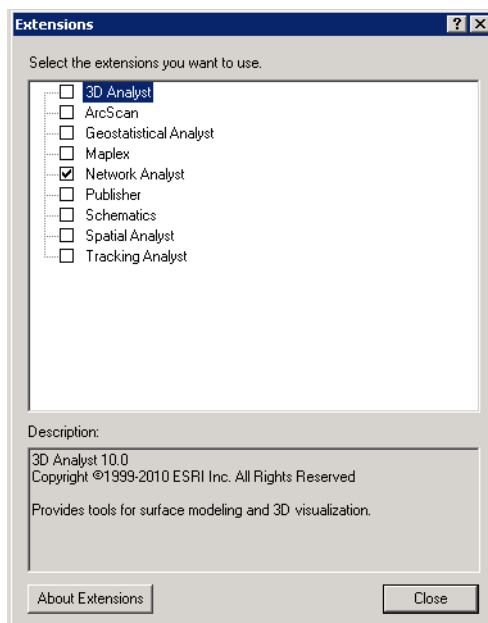 Extensions
Select the extensions you want to use.
3D Analyst
ArcScan
Geostatistical Analyst
Maplex
Network Analyst
Publisher
Schematics
Spatial Analyst
Tracking Analyst
Description:
3D Analyst 10.0
Copyright ©1999-2010 ESRI Inc. All Rights Reserved
Provides tools for surface modeling and 3D visualization.
About Extensions
Close